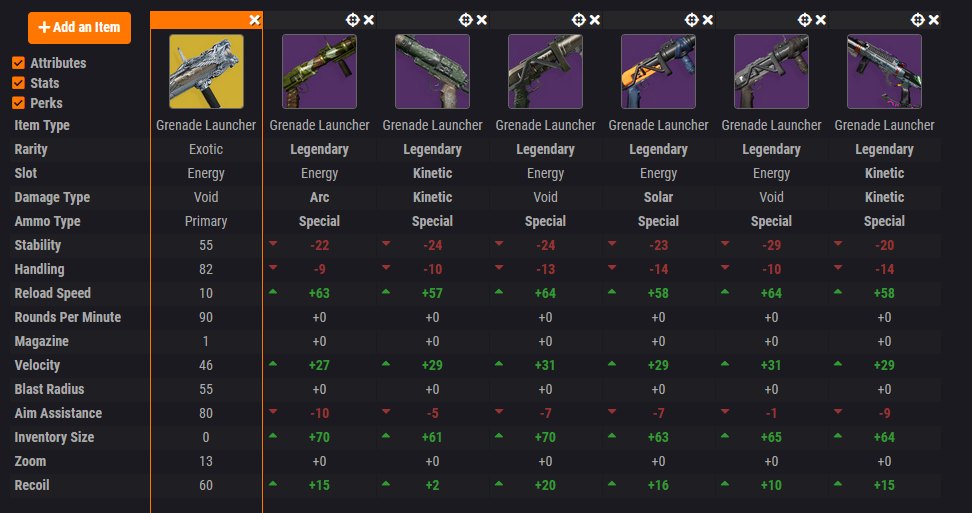 + Add an Item
Attributes
Stats
Perks
Item Type Grenade Launcher Grenade Launcher Grenade Launcher Grenade Launcher Grenade Launcher Grenade Launcher Grenade Launcher
Rarity Exotic Legendary Legendary Legendary Legendary Legendary Legendary
Slot Energy Energy Kinetic Energy Energy Energy Kinetic
Damage Type Void Arc Kinetic Void Solar Void Kinetic
Ammo Type Primary Special Special Special Special Special Special
Stability 55 -22 -24 -24 -23 -29 -20
Handling 82 -9 -10 -13 -14 -10 -14
Reload Speed 10 +63 +57 +64 +58 +64 +58
Rounds Per Minute 90 +0 +0 +0 +0 +0 +0
Magazine 1 +0 +0 +0 +0 +0 +0
Velocity 46 +27 +29 +31 +29 +31 +29
Blast Radius 55 +0 +0 +0 +0 +0 +0
Aim Assistance 80 -10 -5 -7 -7 -1 -9
Inventory Size 0 +70 +61 +70 +63 +65 +64
Zoom 13 +0 +0 +0 +0 +0 +0
Recoil 60 +15 +2 +20 +16 +10 +15